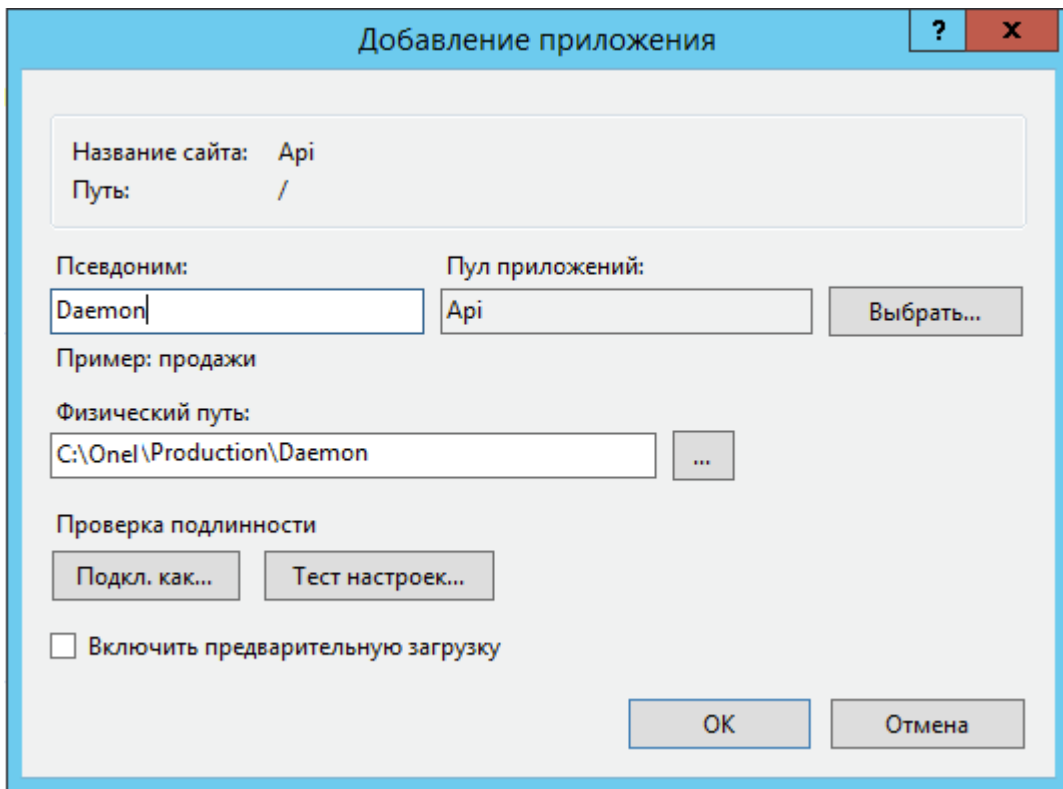 Добавление приложения
?
x
Название сайта: Api
Путь: /
Псевдоним: Пул приложений:
Daemon Api Выбрать...
Пример: продажи
Физический путь:
C:\Onel\Production\Daemon ...
Проверка подлинности
Подкл. как... Тест настроек...
Включить предварительную загрузку
ОК Отмена